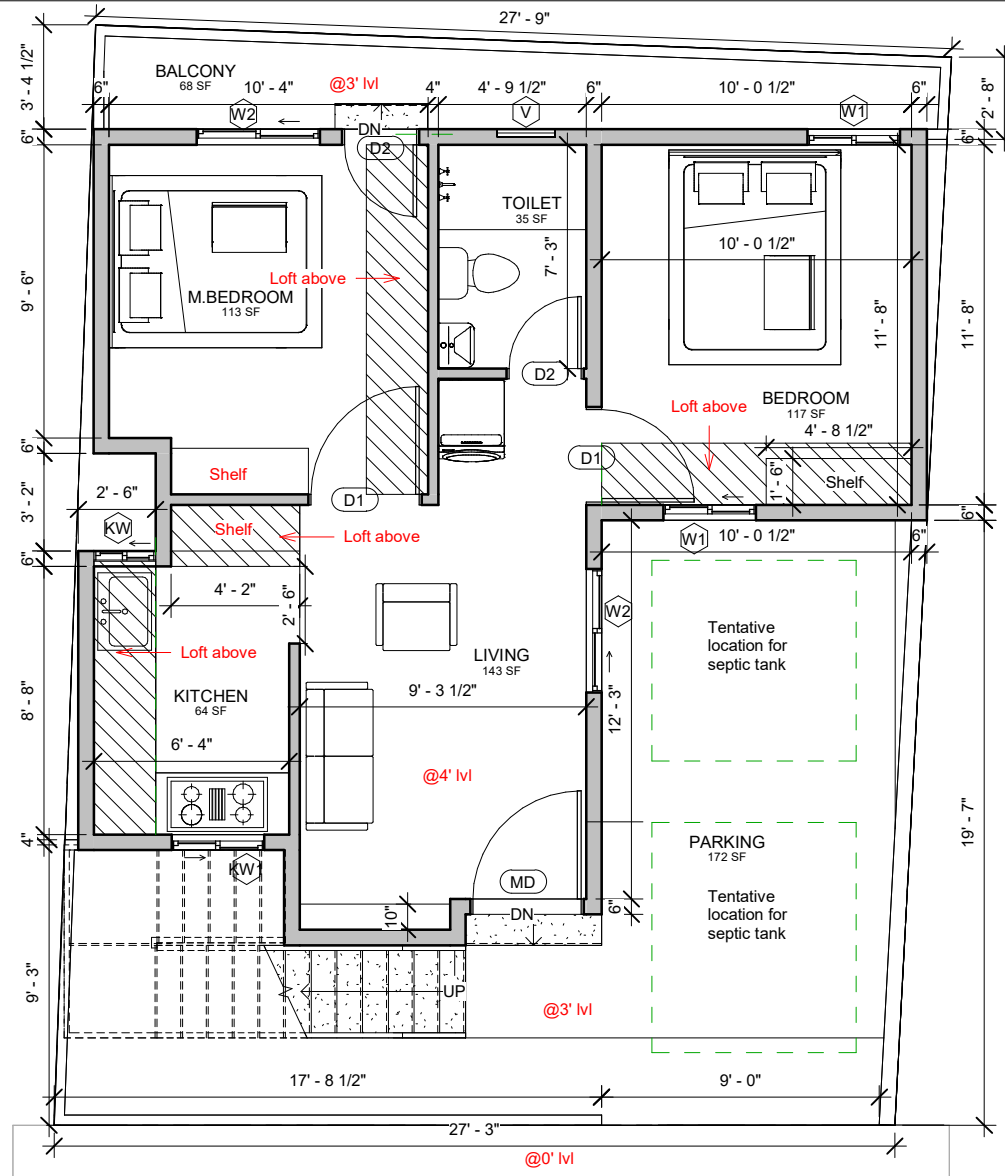 27' - 9"
3' - 4 1/2"
BALCONY
68 SF
@3' lvl
2' - 8"
6"
10' - 4"
4"
4' - 9 1/2"
6"
10' - 0 1/2"
6"
W2
V
W1
6"
DN
D2
6"
TOILET
35 SF
10' - 0 1/2"
7' - 3"
9' - 6"
Loft above
M.BEDROOM
113 SF
11' - 8"
11' - 8"
D2
BEDROOM
117 SF
Loft above
4' - 8 1/2"
6"
Shelf
D1
1' - 6"
Shelf
2' - 6"
D1
3' - 2"
KW
Shelf
Loft above
W1
10' - 0 1/2"
6"
6"
6"
4' - 2"
2' - 6"
W2
Tentative
location for
septic tank
Loft above
LIVING
143 SF
8' - 8"
KITCHEN
64 SF
9' - 3 1/2"
12' - 3"
6' - 4"
@4' lvl
19' - 7"
4"
PARKING
172 SF
KW
MD
Tentative
location for
septic tank
10"
DN
6"
9' - 3"
UP
@3' lvl
17' - 8 1/2"
9' - 0"
27' - 3"
@0' lvl